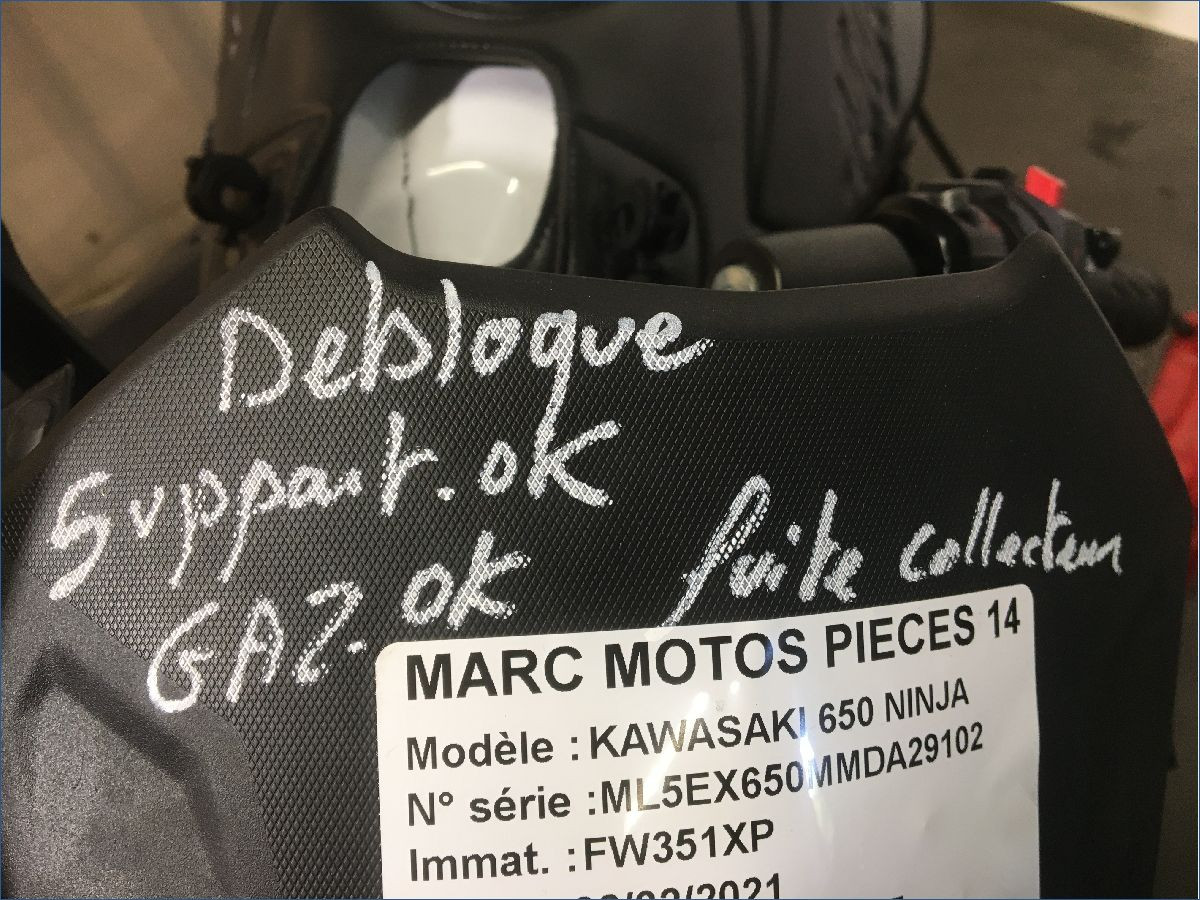 Debloque
Support. ok
GAZ. ok
fuite collecteur
MARC MOTOS PIECES 14
Modèle : KAWASAKI 650 NINJA
N° série :ML5EX650MMDA29102
Immat. :FW351XP
/2021